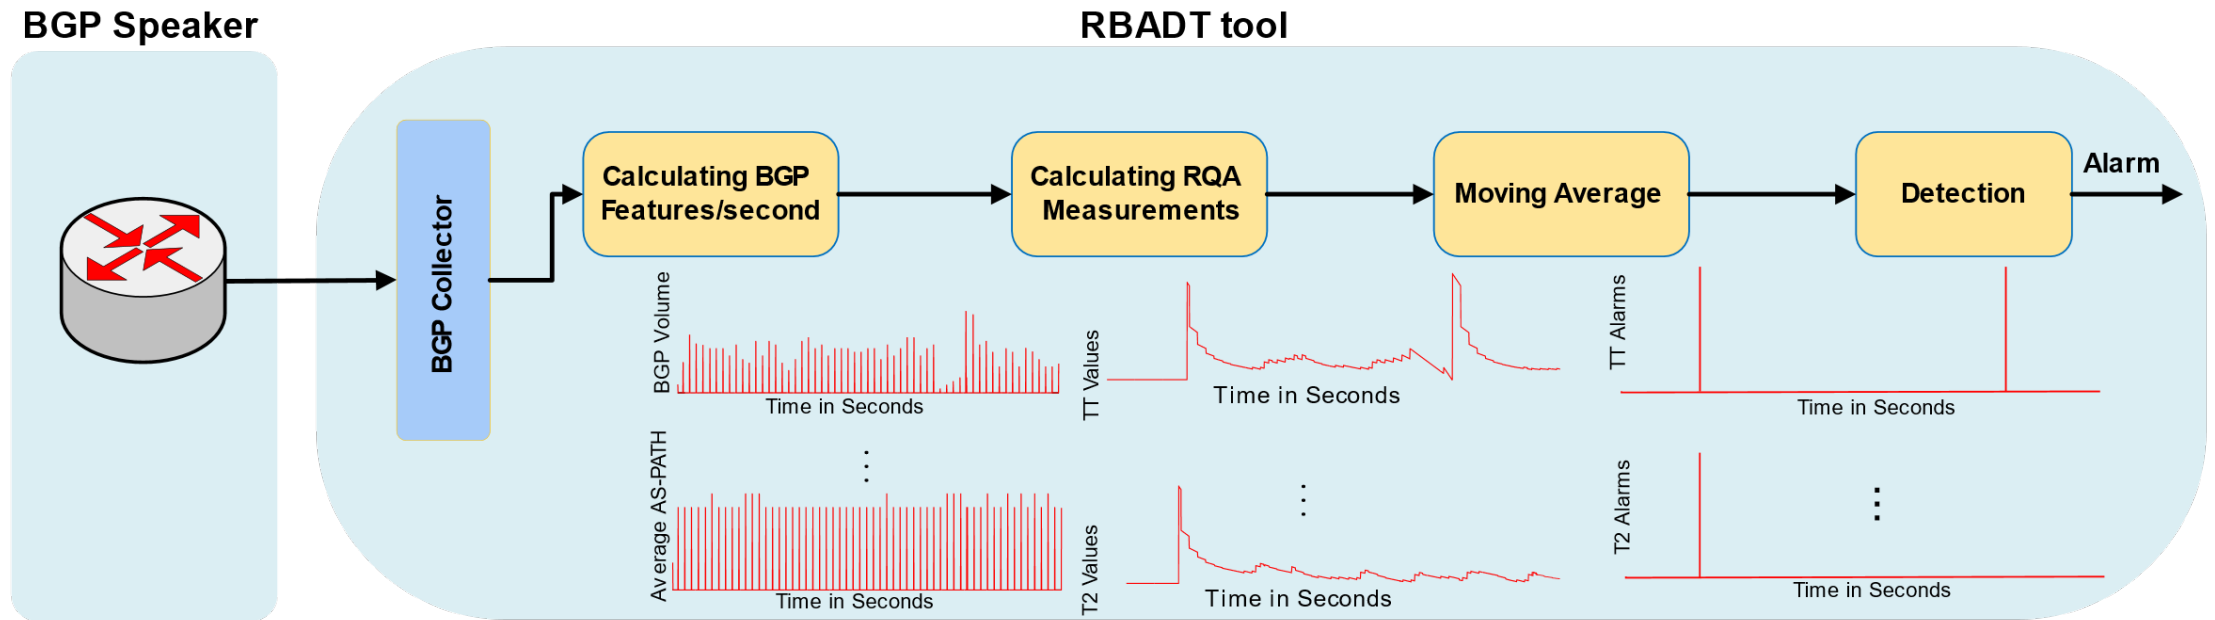 BGP Speaker
RBADT tool
BGP Collector
Calculating BGP
Features/second
Calculating RQA
Measurements
Moving Average
Detection
Alarm
BGP Volume
Time in Seconds
TT Values
Time in Seconds
TT Alarms
Time in Seconds
Average AS-PATH
Time in Seconds
T2 Values
Time in Seconds
T2 Alarms
Time in Seconds